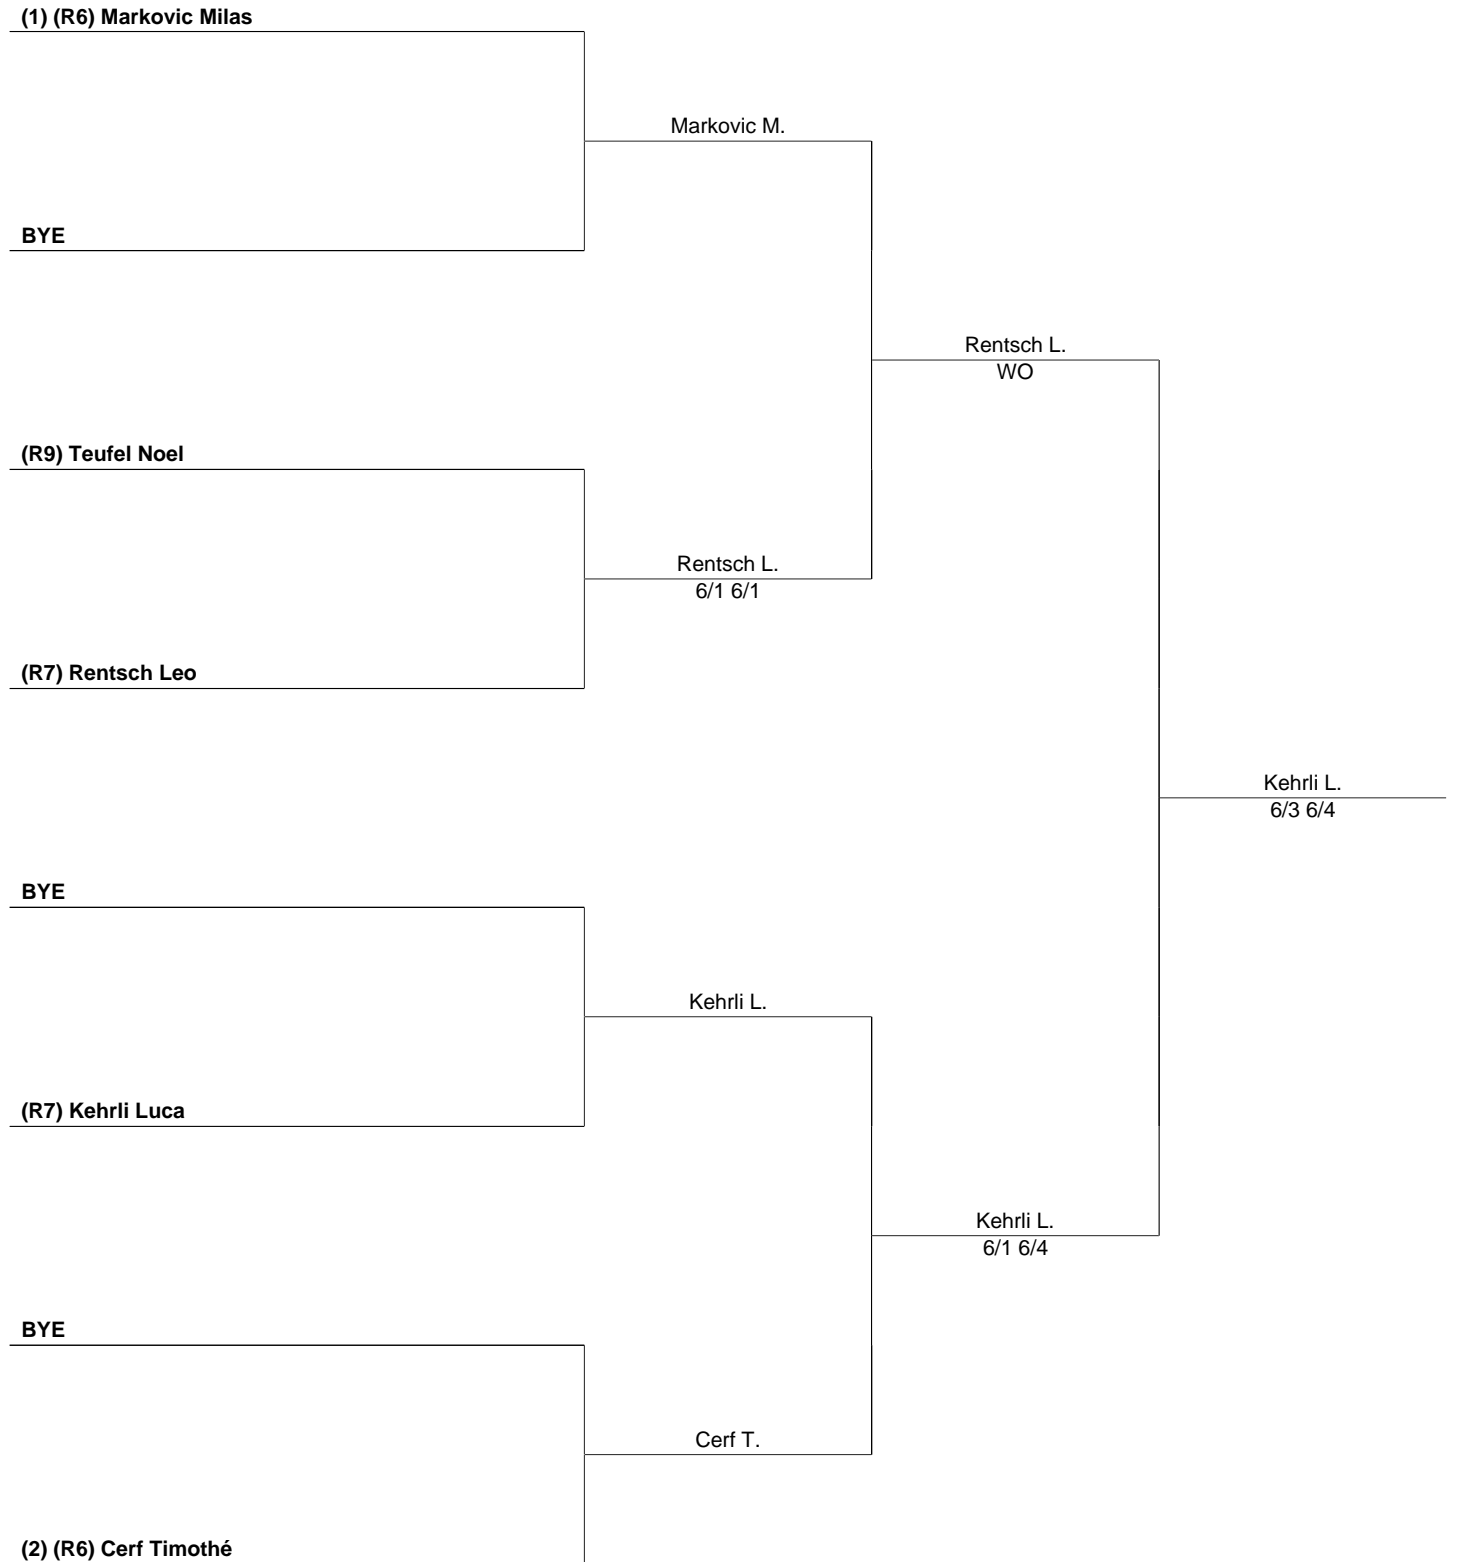 (1) (R6) Markovic Milas
Markovic M.
BYE
Rentsch L.
WO
(R9) Teufel Noel
Rentsch L.
6/1 6/1
(R7) Rentsch Leo
Kehrli L.
6/3 6/4
BYE
Kehrli L.
(R7) Kehrli Luca
Kehrli L.
6/1 6/4
BYE
Cerf T.
(2) (R6) Cerf Timothé